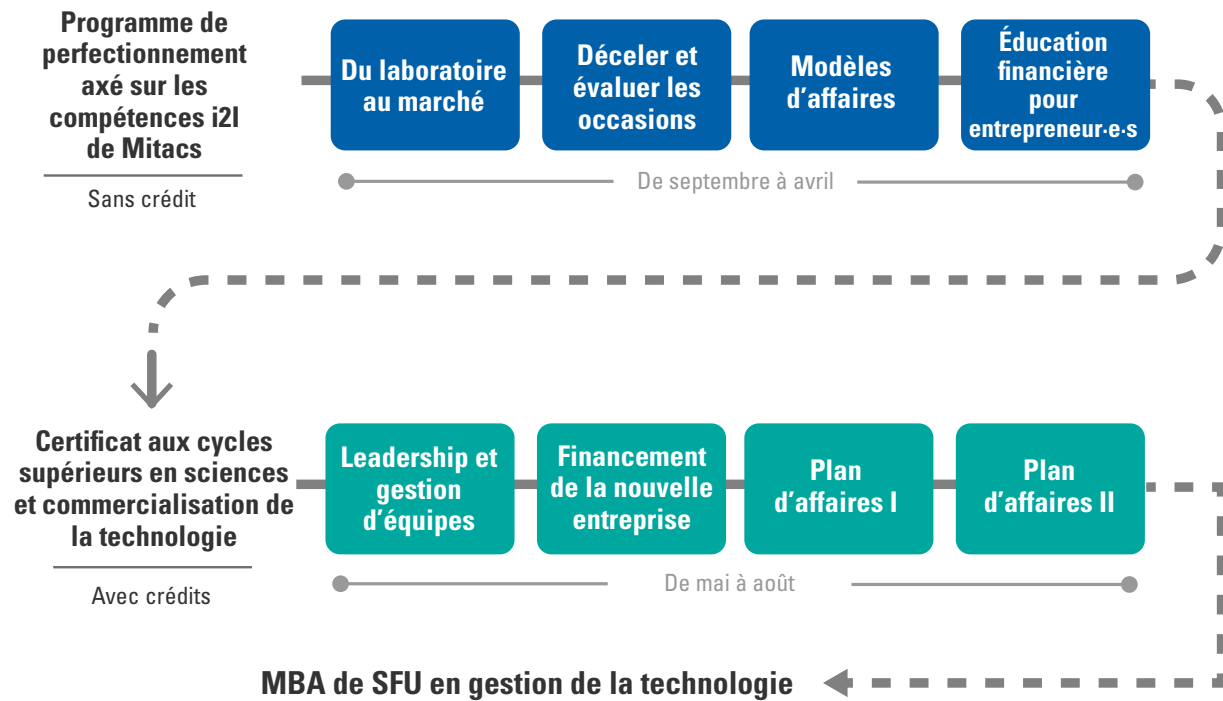 Programme de
perfectionnement
axé sur les
compétences i2I
de Mitacs
Sans crédit
Du laboratoire
au marché
Déceler et
évaluer les
occasions
Modèles
d’affaires
Éducation
financière
pour
entrepreneur·e·s
De septembre à avril
Certificat aux cycles
supérieurs en sciences
et commercialisation de
la technologie
Avec crédits
Leadership et
gestion
d’équipes
Financement
de la nouvelle
entreprise
Plan
d’affaires I
Plan
d’affaires II
De mai à août
MBA de SFU en gestion de la technologie